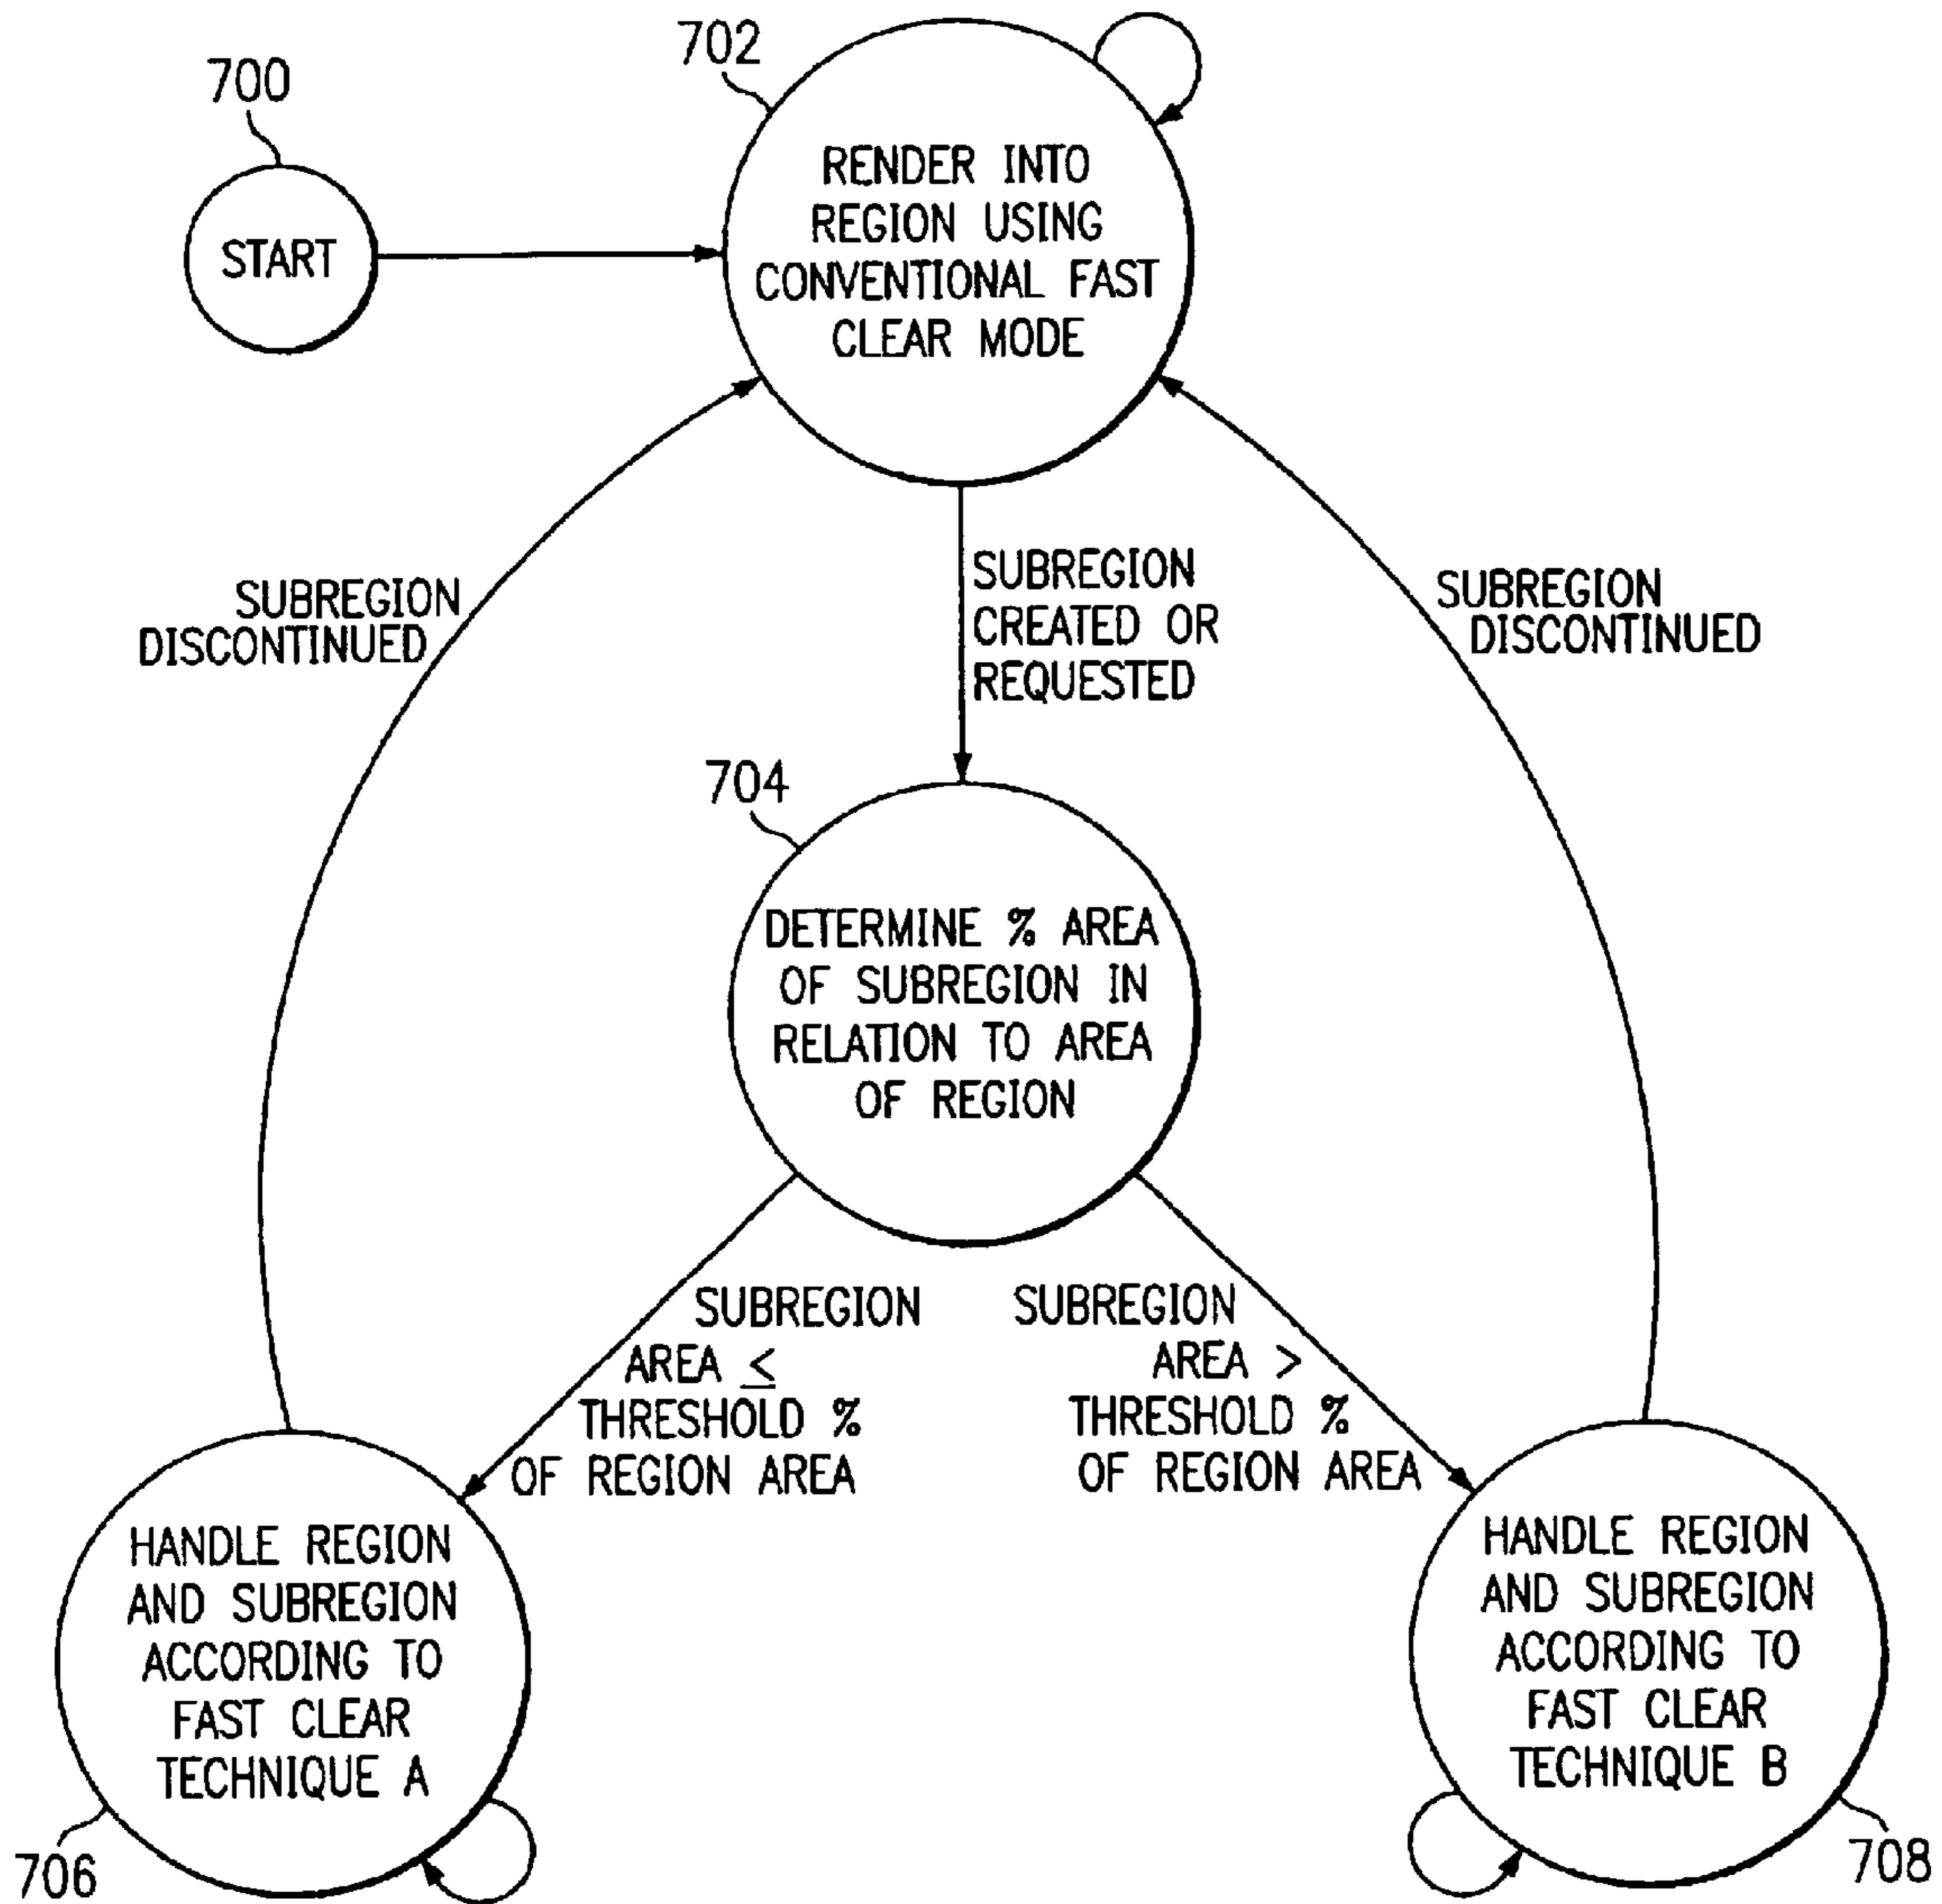 702
700
START
RENDER INTO
REGION USING
CONVENTIONAL FAST
CLEAR MODE
SUBREGION
DISCONTINUED
SUBREGION
CREATED OR
REQUESTED
SUBREGION
DISCONTINUED
704
DETERMINE % AREA
OF SUBREGION IN
RELATION TO AREA
OF REGION
SUBREGION
AREA ≤
THRESHOLD %
OF REGION AREA
SUBREGION
AREA >
THRESHOLD %
OF REGION AREA
HANDLE REGION
AND SUBREGION
ACCORDING TO
FAST CLEAR
TECHNIQUE A
706
HANDLE REGION
AND SUBREGION
ACCORDING TO
FAST CLEAR
TECHNIQUE B
708